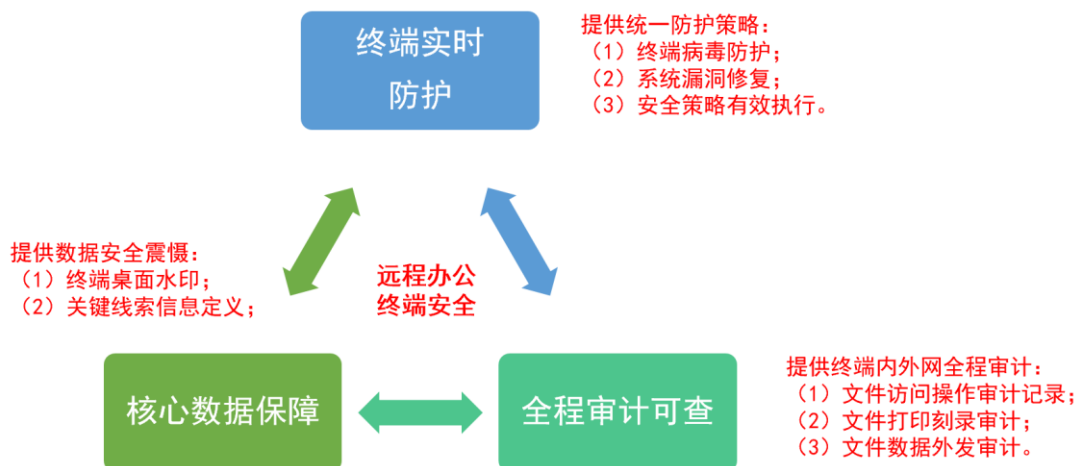 终端实时
防护
提供统一防护策略：
（1）终端病毒防护；
（2）系统漏洞修复；
（3）安全策略有效执行。
提供数据安全震慑：
（1）终端桌面水印；
（2）关键线索信息定义；
远程办公
终端安全
核心数据保障
全程审计可查
提供终端内外网全程审计：
（1）文件访问操作审计记录；
（2）文件打印刻录审计；
（3）文件数据外发审计。